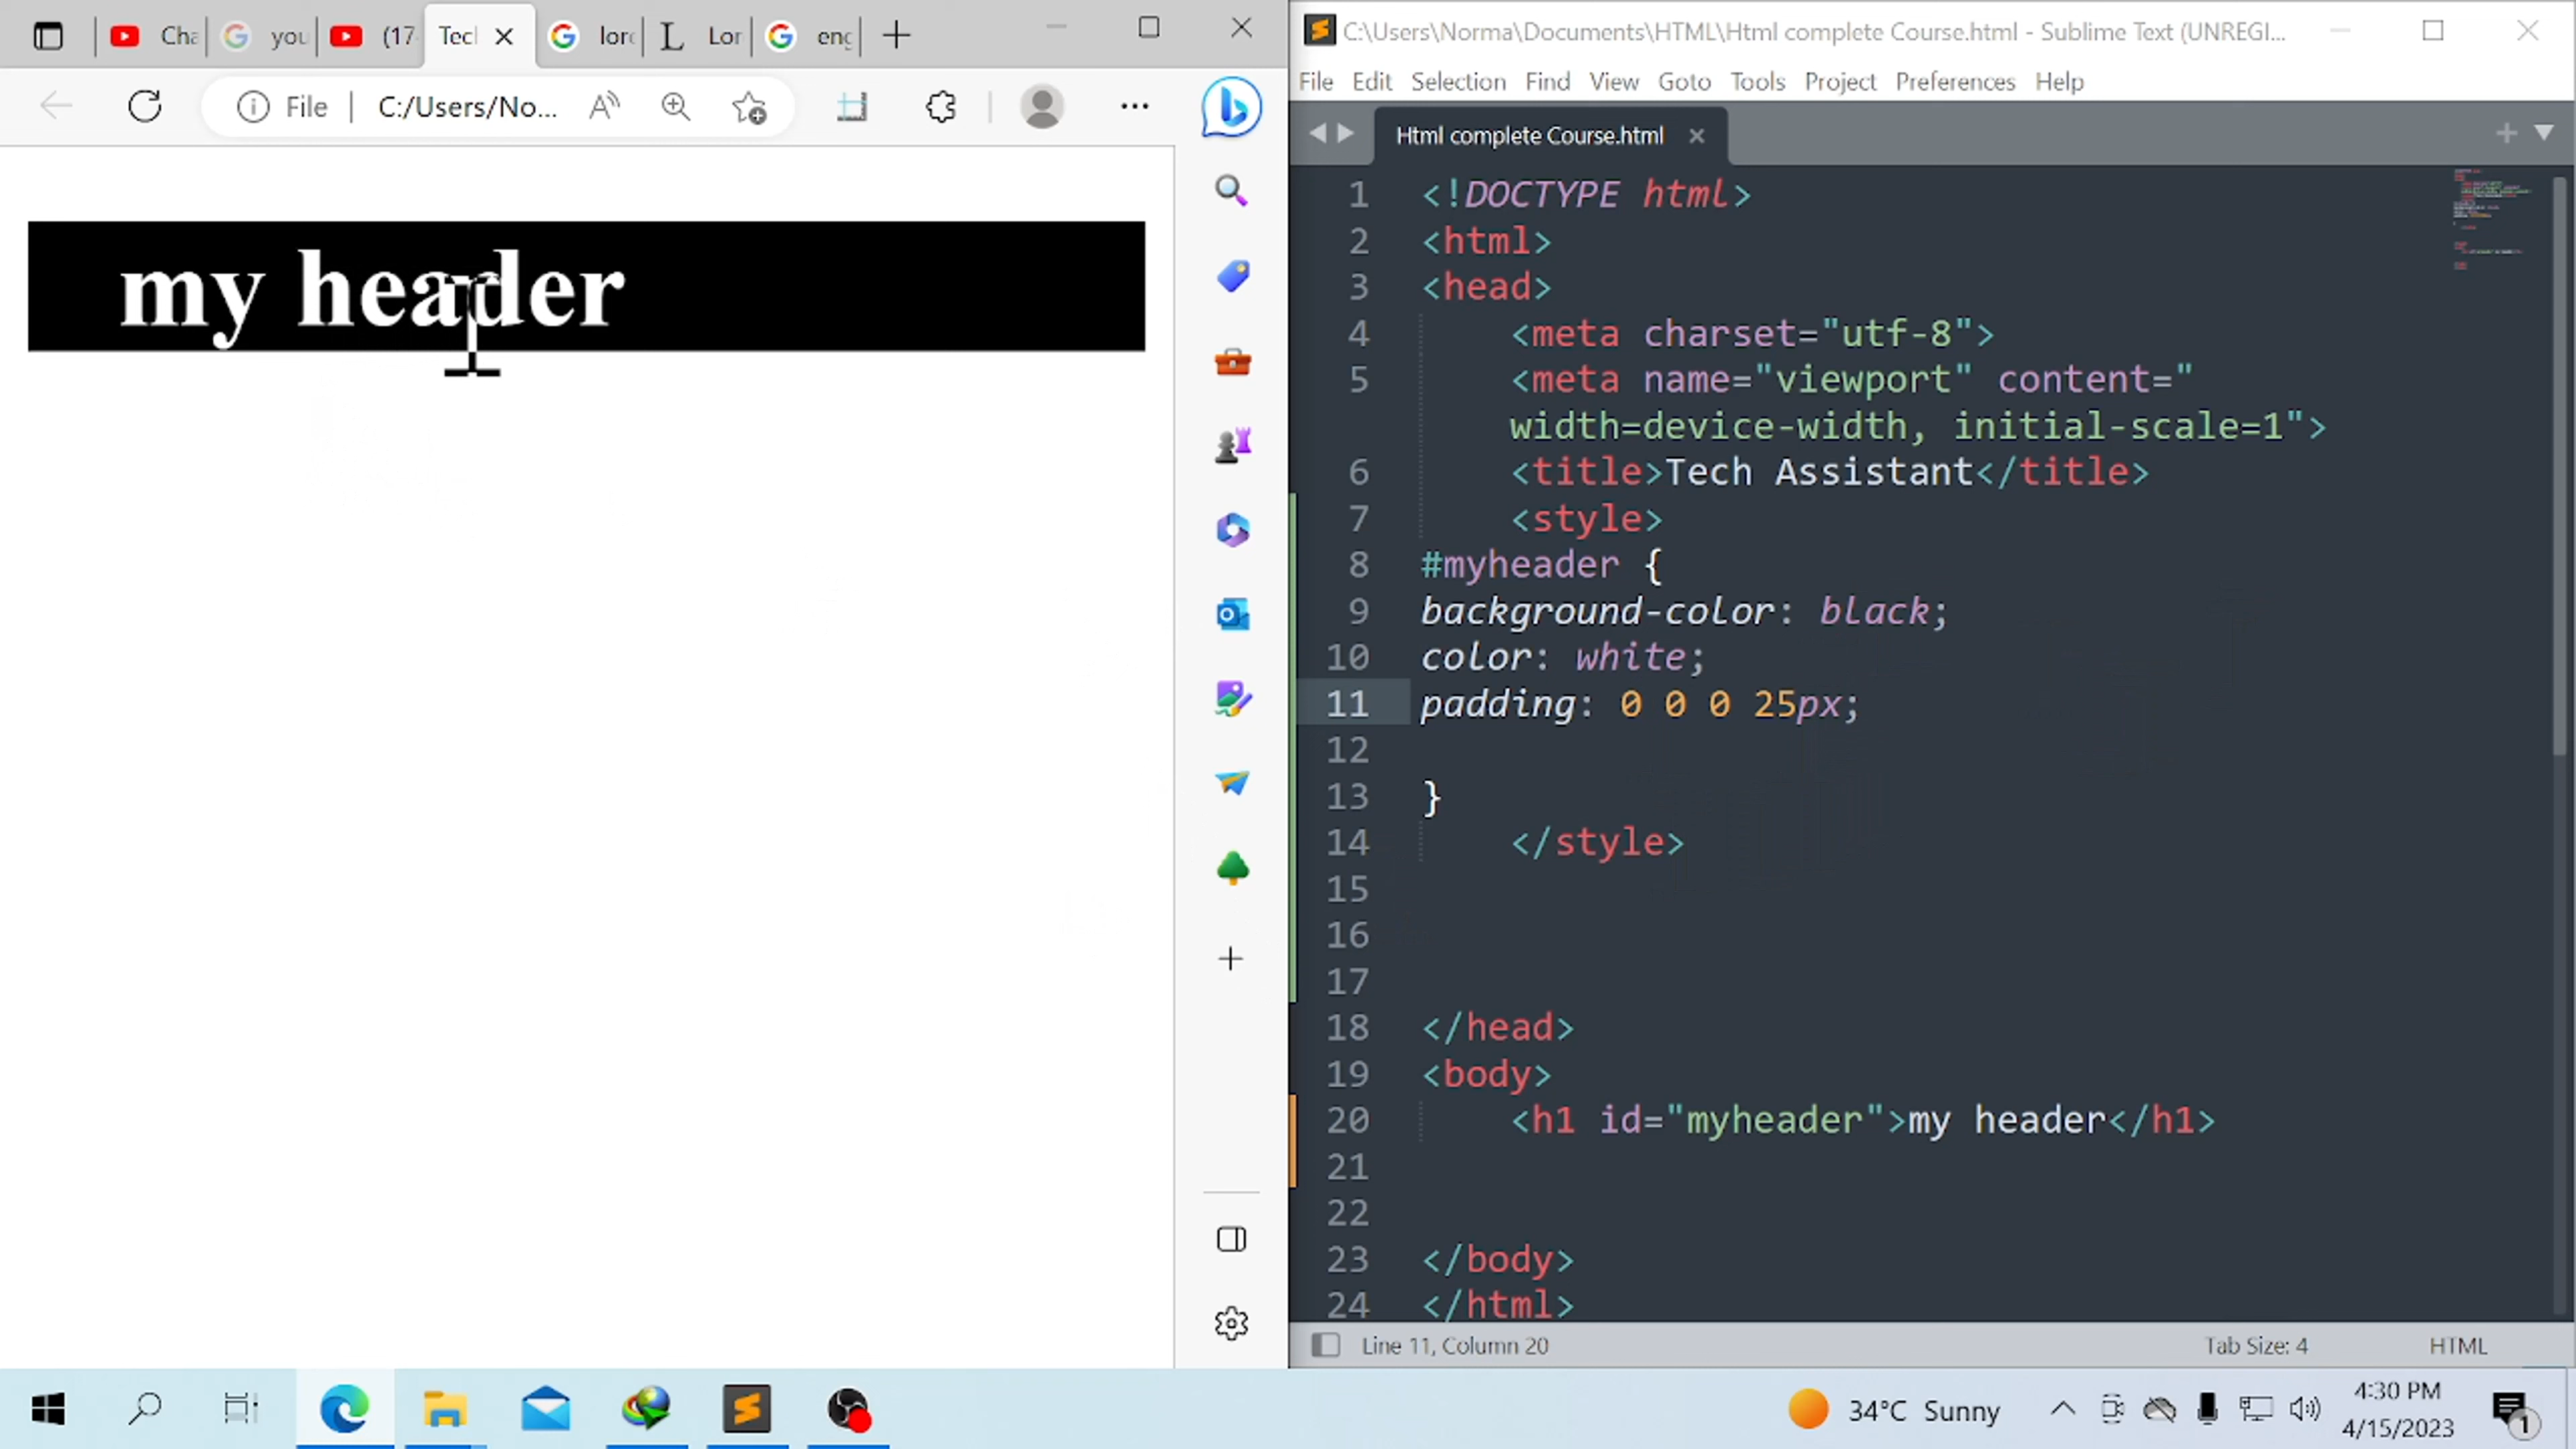 Cha
you
(17
Tecl
lor
Lor
eng
File
C:/Users/No...
my header
C:\Users\Norma\Documents\HTML\Html complete Course.html - Sublime Text (UNREGI...
File Edit Selection Find View Goto Tools Project Preferences Help
Html complete Course.html
1 <!DOCTYPE html>
2 <html>
3 <head>
4 <meta charset="utf-8">
5 <meta name="viewport" content="
width=device-width, initial-scale=1">
6 <title>Tech Assistant</title>
7 <style>
8 #myheader {
9 background-color: black;
10 color: white;
11 padding: 0 0 0 25px;
12
13 }
14 </style>
15
16
17
18 </head>
19 <body>
20 <h1 id="myheader">my header</h1>
21
22
23 </body>
24 </html>
Line 11, Column 20
Tab Size: 4
HTML
34°C Sunny
4:30 PM
4/15/2023
1